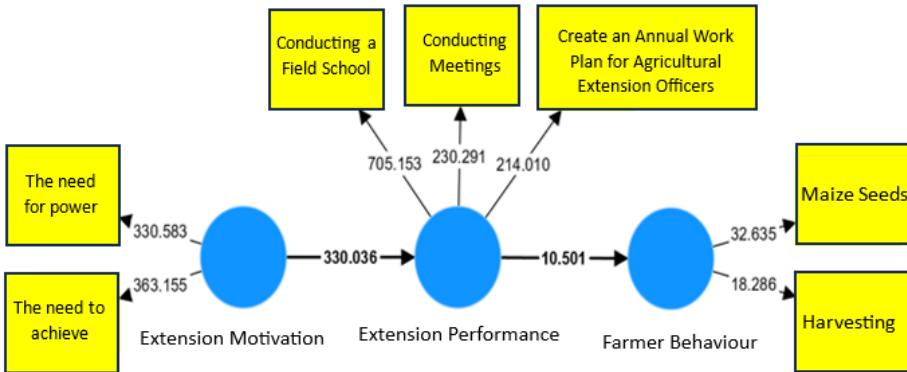 Conducting a
Field School
Conducting
Meetings
Create an Annual Work
Plan for Agricultural
Extension Officers
705.153
230.291
214.010
The need
for power
330.583
363.155
The need to
achieve
330.036
10.501
Maize Seeds
32.635
18.286
Harvesting
Extension Motivation
Extension Performance
Farmer Behaviour